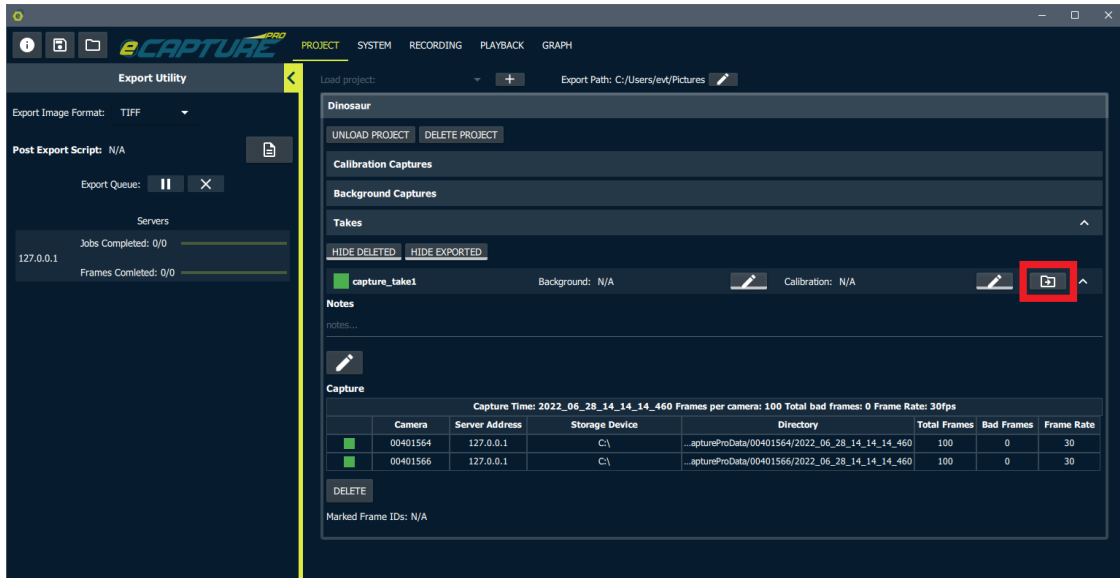 eCAPTURE PRO
PROJECT SYSTEM RECORDING PLAYBACK GRAPH
Export Utility
Export Image Format: TIFF
Post Export Script: N/A
Export Queue:
Servers
127.0.0.1
Jobs Completed: 0/0
Frames Comleted: 0/0
Load project:
Export Path: C:/Users/evt/Pictures
Dinosaur
UNLOAD PROJECT DELETE PROJECT
Calibration Captures
Background Captures
Takes
HIDE DELETED HIDE EXPORTED
capture_take1 Background: N/A Calibration: N/A
Notes
notes...
Capture
Capture Time: 2022_06_28_14_14_14_460 Frames per camera: 100 Total bad frames: 0 Frame Rate: 30fps
Camera Server Address Storage Device Directory Total Frames Bad Frames Frame Rate
00401564 127.0.0.1 C:\ ...aptureProData/00401564/2022_06_28_14_14_14_460 100 0 30
00401566 127.0.0.1 C:\ ...aptureProData/00401566/2022_06_28_14_14_14_460 100 0 30
DELETE
Marked Frame IDs: N/A